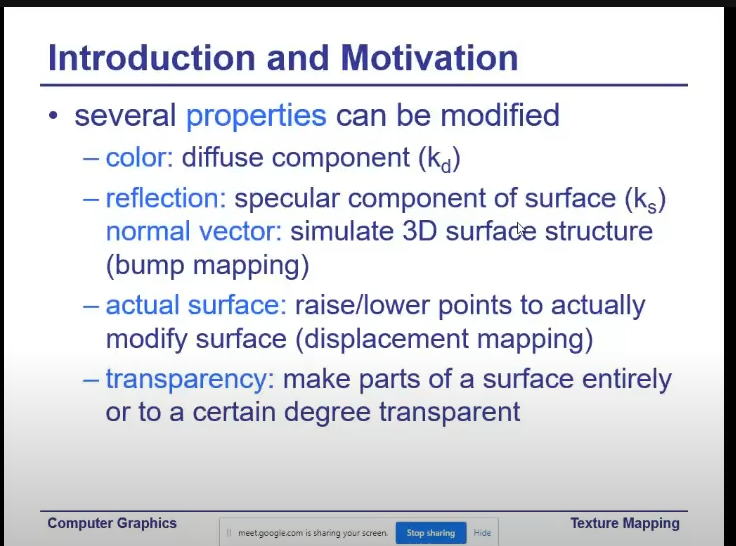 Introduction and Motivation
• several properties can be modified
– color: diffuse component (kd)
– reflection: specular component of surface (ks)
normal vector: simulate 3D surface structure
(bump mapping)
– actual surface: raise/lower points to actually
modify surface (displacement mapping)
– transparency: make parts of a surface entirely
or to a certain degree transparent
Computer Graphics
meet.google.com is sharing your screen. Stop sharing Hide
Texture Mapping